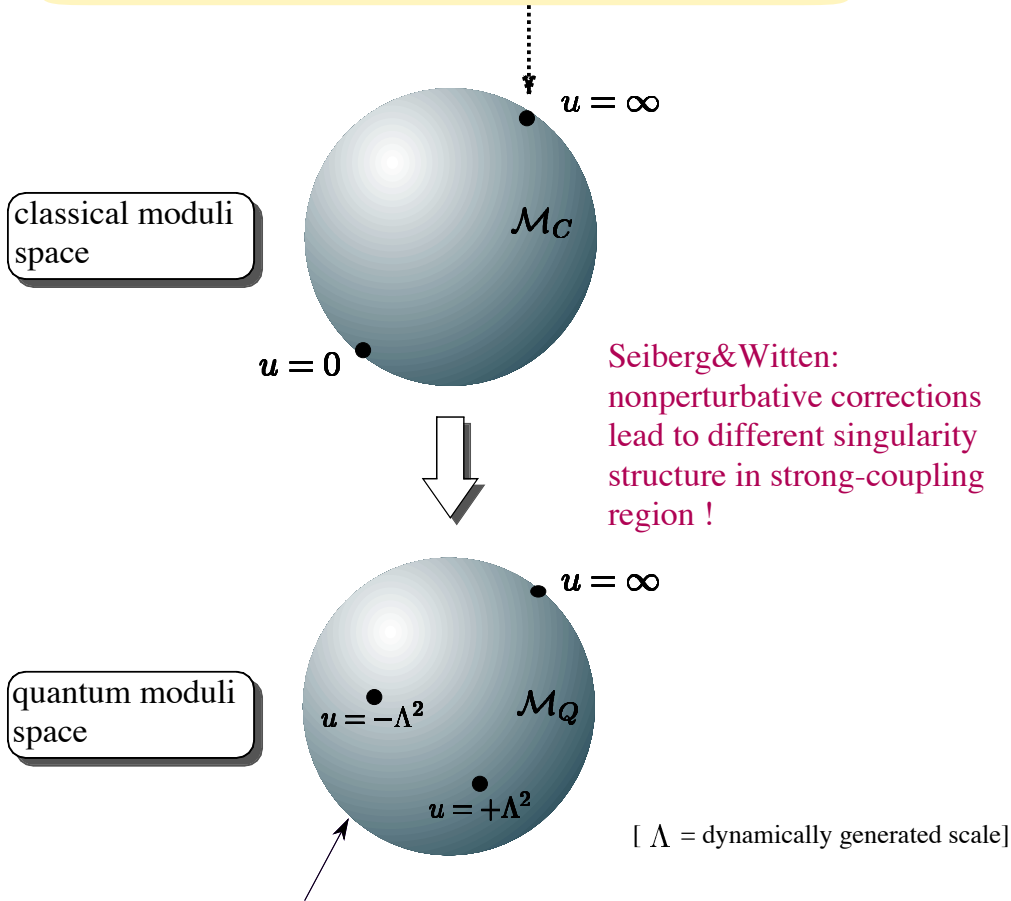 u = ∞
classical moduli
space
ℳ_C
u = 0
Seiberg&Witten:
nonperturbative corrections
lead to different singularity
structure in strong-coupling
region !
u = ∞
quantum moduli
space
ℳ_Q
u = −Λ²
u = +Λ²
[ Λ = dynamically generated scale]